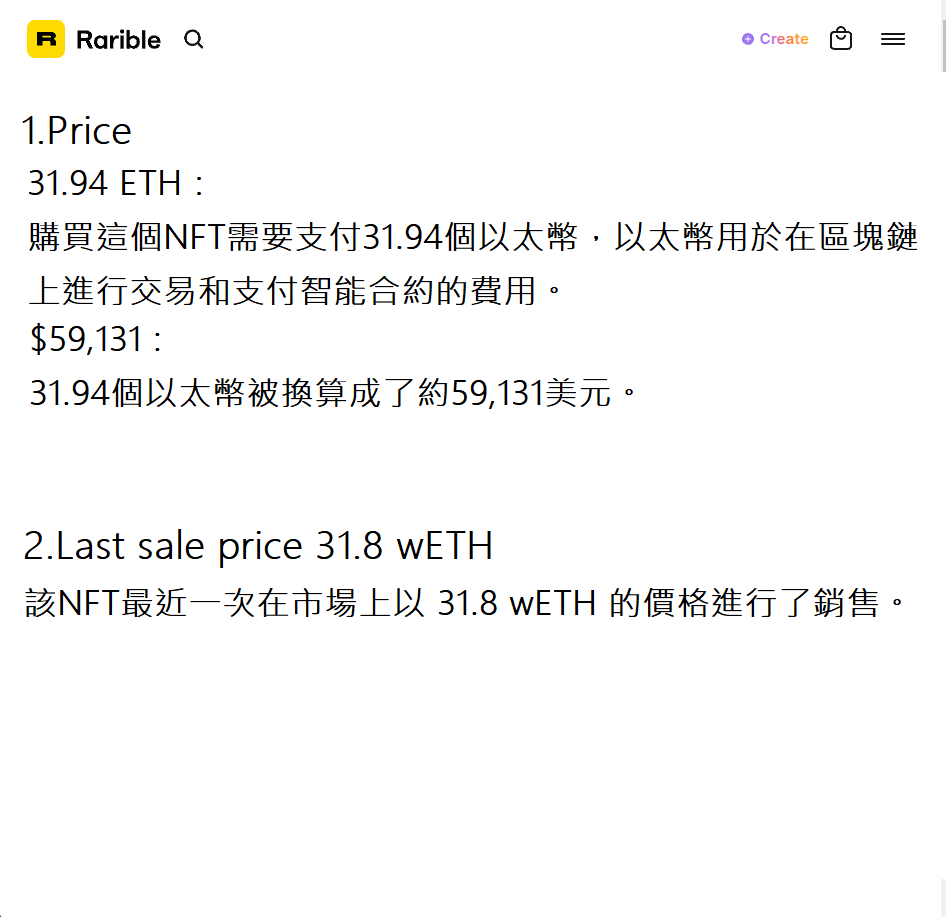 Rarible
Create
1.Price
31.94 ETH :
購買這個NFT需要支付31.94個以太幣，以太幣用於在區塊鏈
上進行交易和支付智能合約的費用。
$59,131 :
31.94個以太幣被換算成了約59,131美元。
2.Last sale price 31.8 wETH
該NFT最近一次在市場上以 31.8 wETH 的價格進行了銷售。